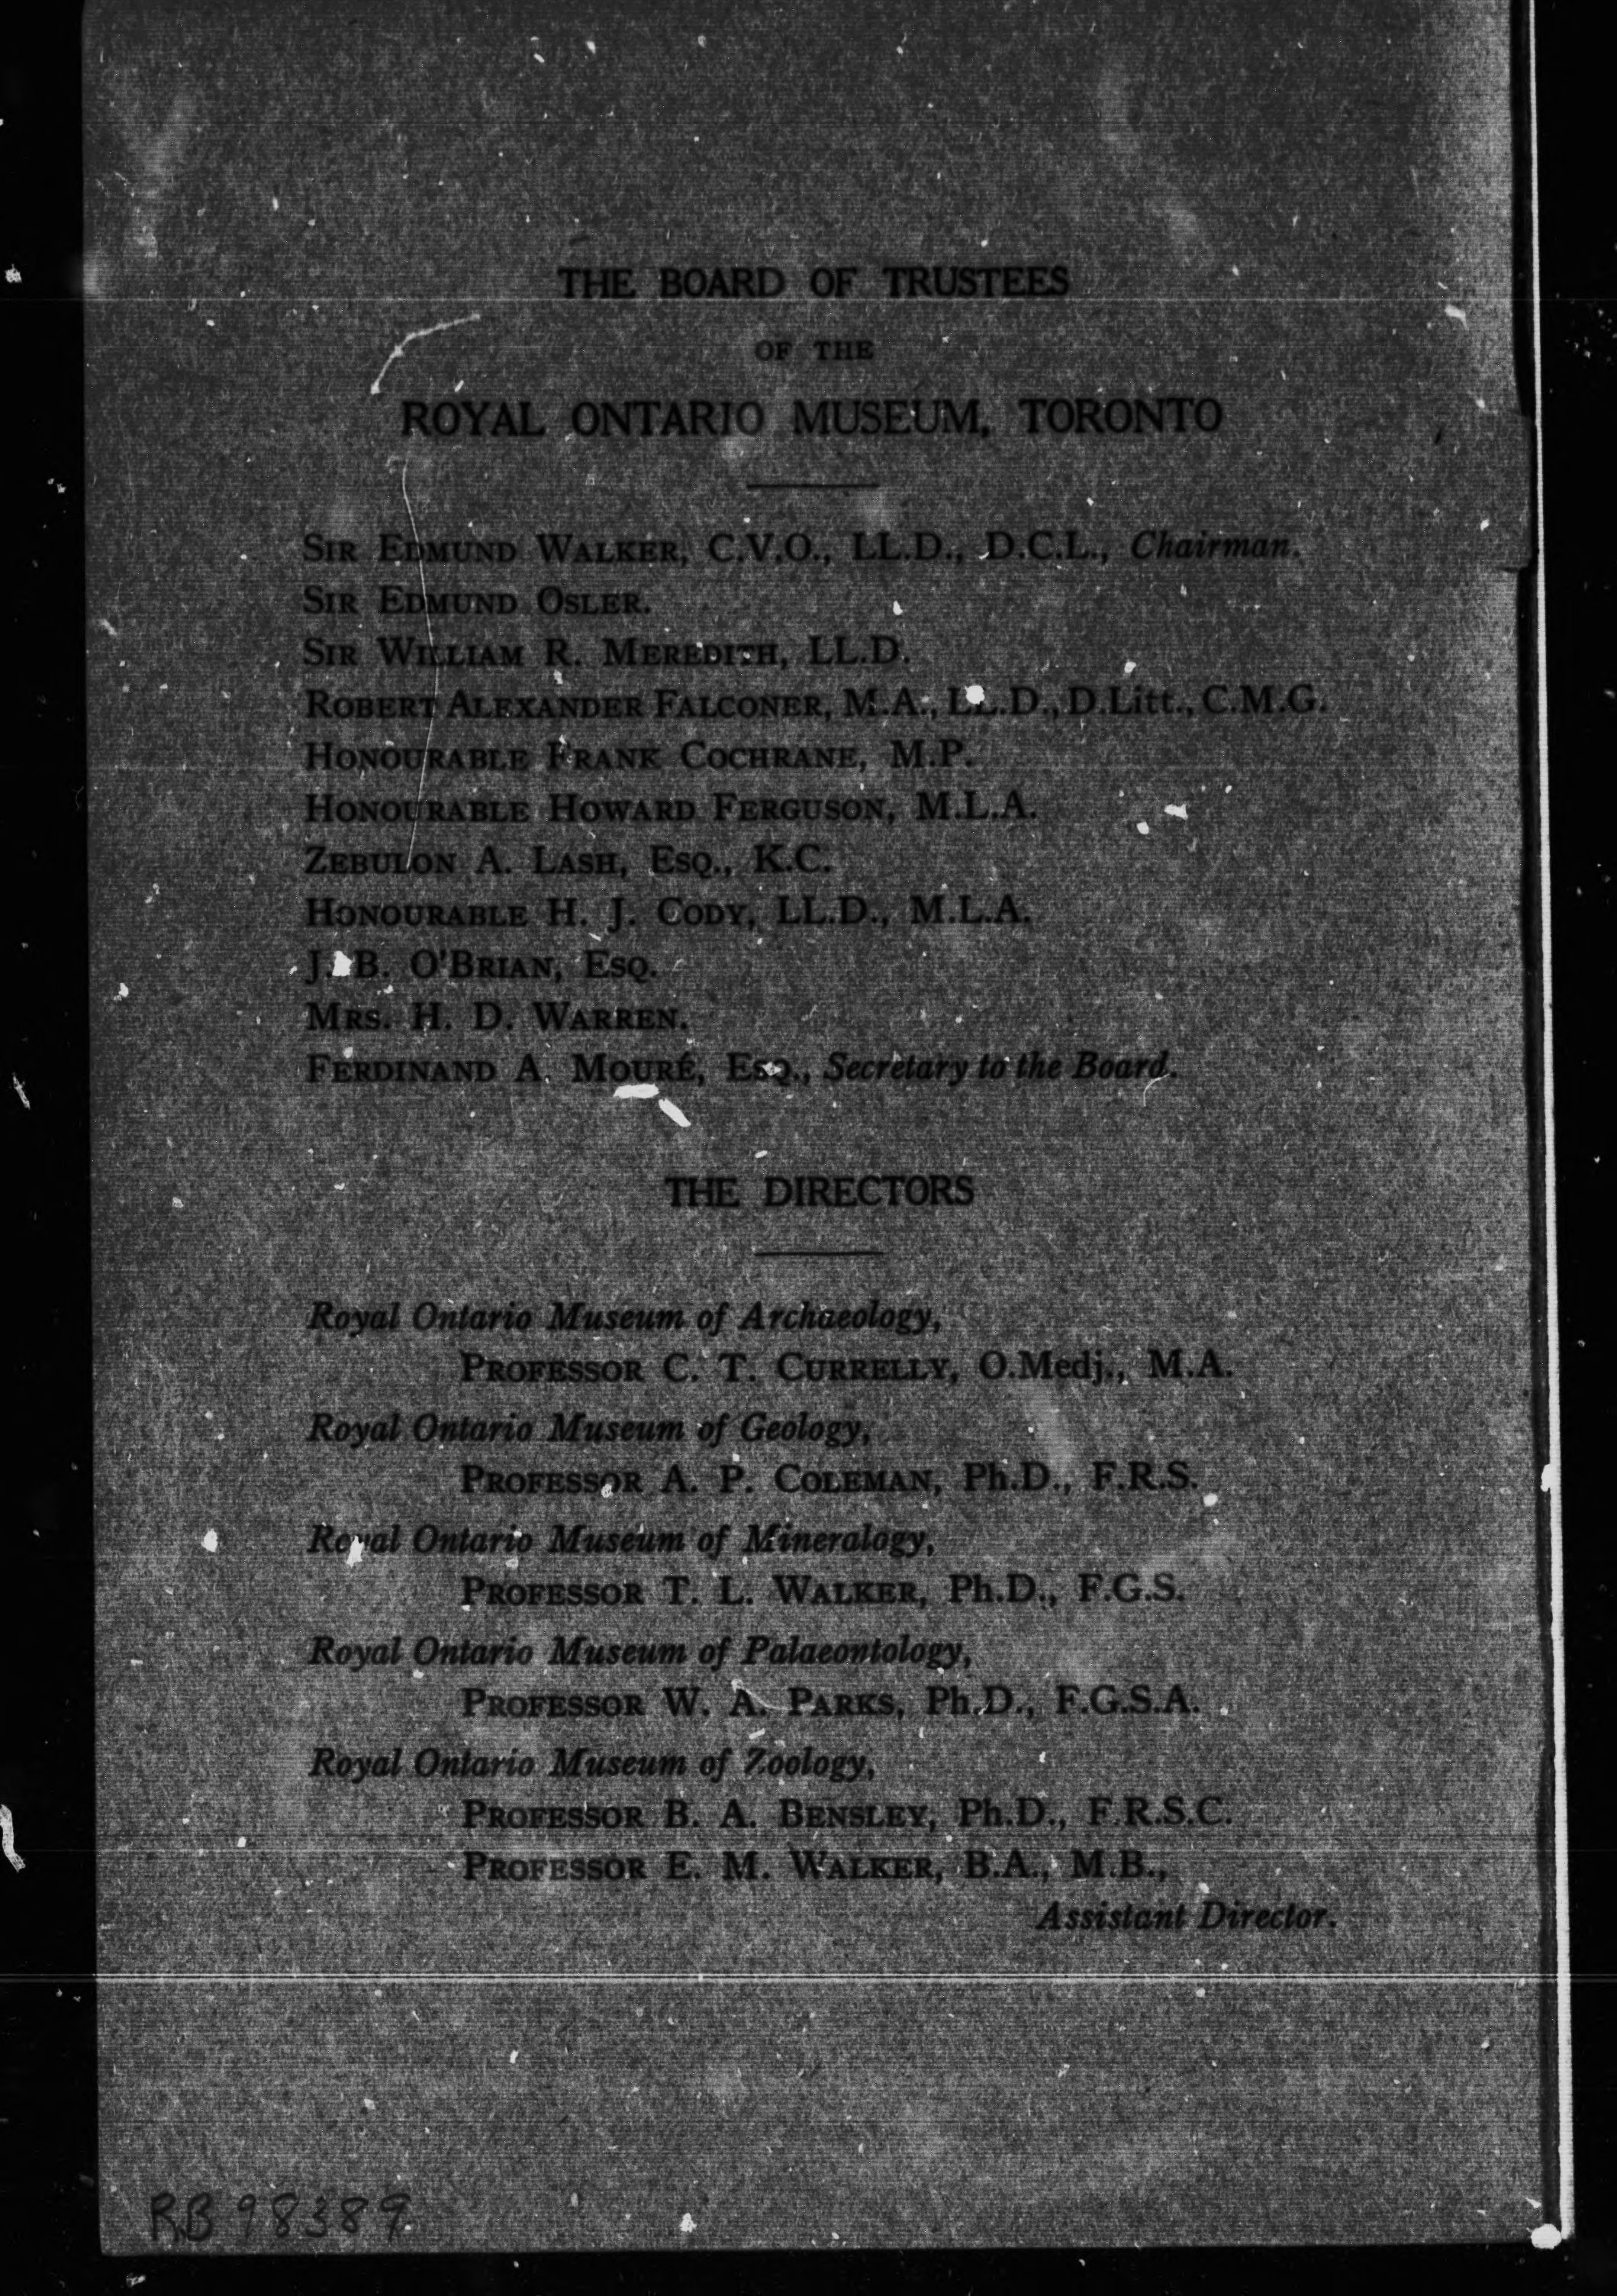 THE BOARD OF TRUSTEES
OF THE
ROYAL ONTARIO MUSEUM, TORONTO
SIR EDMUND WALKER, C.V.O., LL.D., D.C.L., Chairman.
SIR EDMUND OSLER.
SIR WILLIAM R. MEREDITH, LL.D.
ROBERT ALEXANDER FALCONER, M.A., LL.D., D.Litt., C.M.G.
HONOURABLE FRANK COCHRANE, M.P.
HONOURABLE HOWARD FERGUSON, M.L.A.
ZEBULON A. LASH, ESQ., K.C.
HONOURABLE H. J. CODY, LL.D., M.L.A.
J. B. O'BRIAN, ESQ.
MRS. H. D. WARREN.
FERDINAND A. MOURÉ, ESQ., Secretary to the Board.
THE DIRECTORS
Royal Ontario Museum of Archaeology,
PROFESSOR C. T. CURRELLY, O.Medj., M.A.
Royal Ontario Museum of Geology,
PROFESSOR A. P. COLEMAN, Ph.D., F.R.S.
Royal Ontario Museum of Mineralogy,
PROFESSOR T. L. WALKER, Ph.D., F.G.S.
Royal Ontario Museum of Palaeontology,
PROFESSOR W. A. PARKS, Ph.D., F.G.S.A.
Royal Ontario Museum of Zoology,
PROFESSOR B. A. BENSLEY, Ph.D., F.R.S.C.
PROFESSOR E. M. WALKER, B.A., M.B.,
Assistant Director.
RB 98389